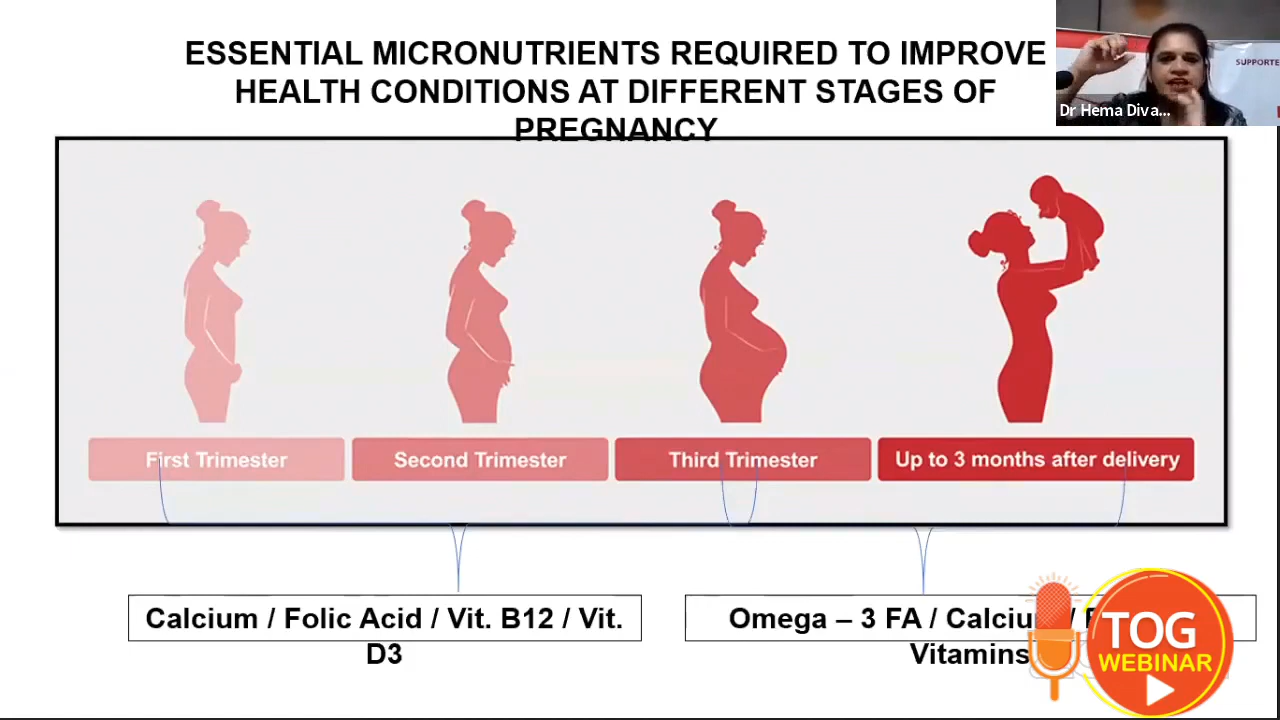 ESSENTIAL MICRONUTRIENTS REQUIRED TO IMPROVE
HEALTH CONDITIONS AT DIFFERENT STAGES OF
PREGNANCY
SUPPORTE
Dr Hema Diva...
First Trimester
Second Trimester
Third Trimester
Up to 3 months after delivery
Calcium / Folic Acid / Vit. B12 / Vit.
D3
Omega – 3 FA / Calciu /
Vitamins
TOG
WEBINAR